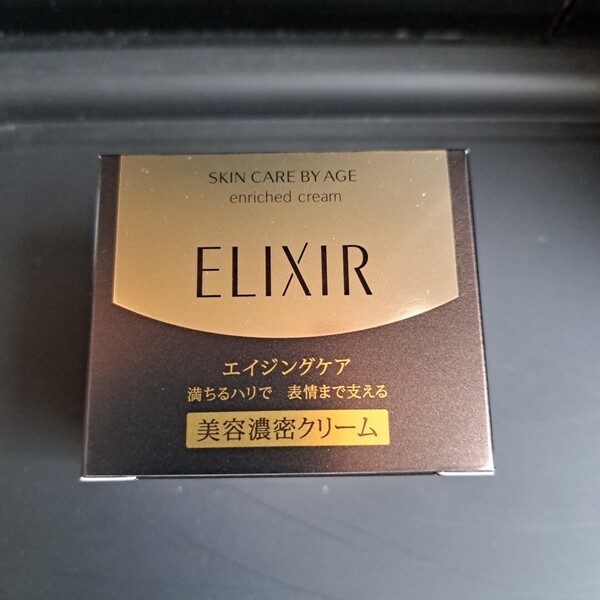 SKIN CARE BY AGE
enriched cream
ELIXIR
エイジングケア
満ちるハリで 表情まで支える
美容濃密クリーム